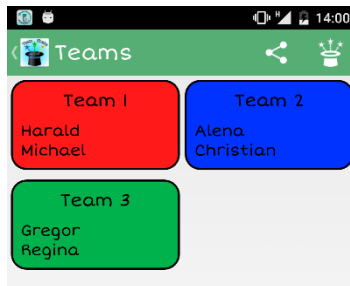 H 14:00
Teams
Team 1
Harald
Michael
Team 2
Alena
Christian
Team 3
Gregor
Regina